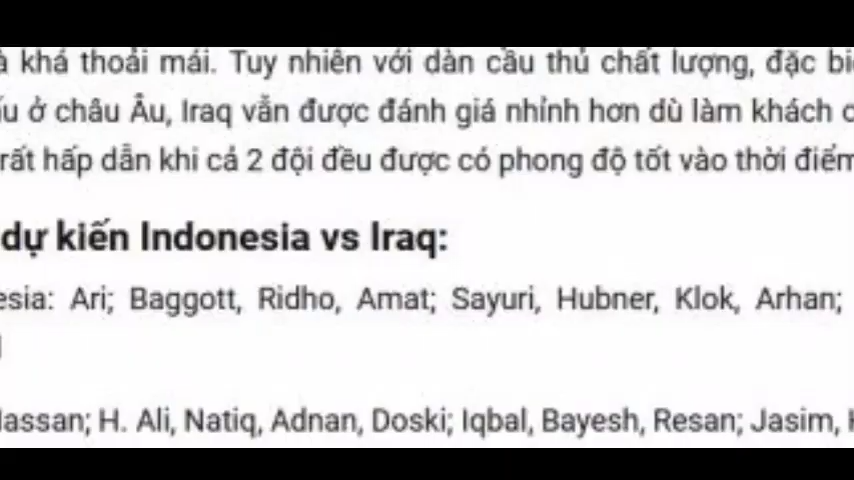 à khá thoải mái. Tuy nhiên với dàn cầu thủ chất lượng, đặc bi
ấu ở châu Âu, Iraq vẫn được đánh giá nhỉnh hơn dù làm khách
rất hấp dẫn khi cả 2 đội đều được có phong độ tốt vào thời điểm
dự kiến Indonesia vs Iraq:
esia: Ari; Baggott, Ridho, Amat; Sayuri, Hubner, Klok, Arhan;
Hassan; H. Ali, Natiq, Adnan, Doski; Iqbal, Bayesh, Resan; Jasim,